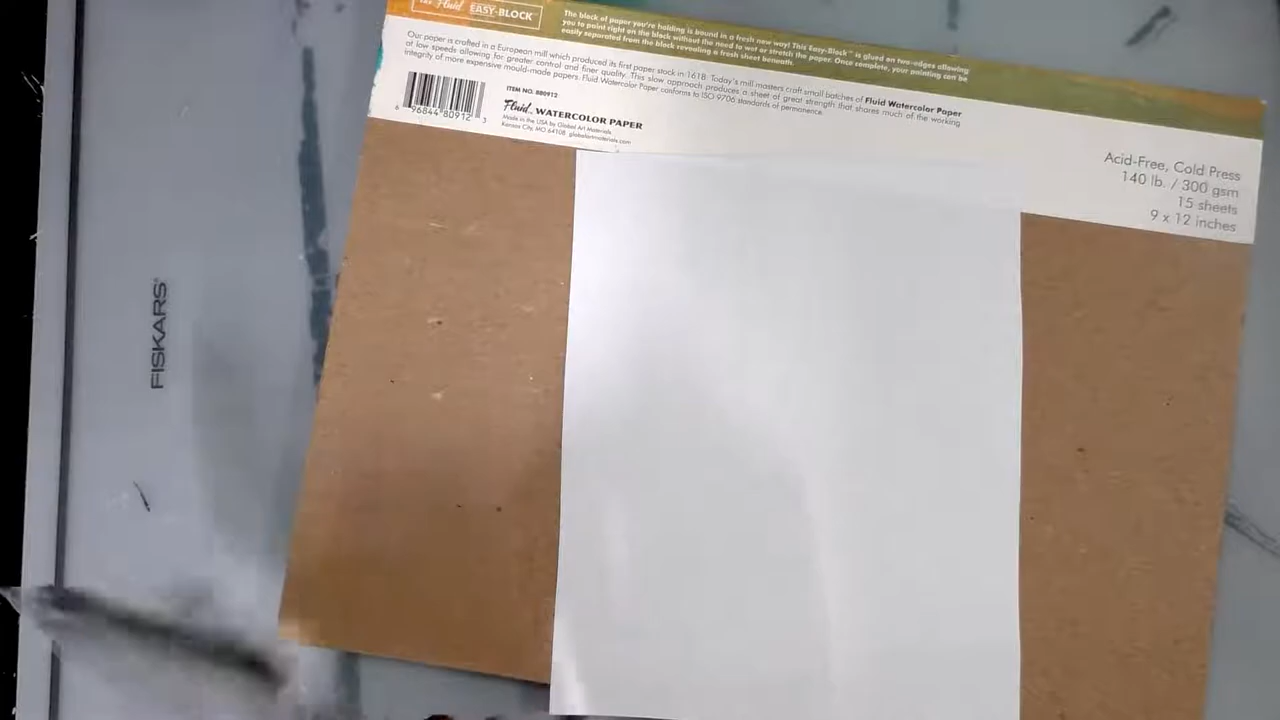 Fluid EASY-BLOCK™
The block of paper you're holding is bound in a fresh new way! This Easy-Block™ is glued on two-edges allowing
you to paint right on the block without the need to wet or stretch the paper. Once complete, your painting can be
easily separated from the block revealing a fresh sheet beneath.
Our paper is crafted in a European mill which produced its first paper stock in 1618. Today's mill masters craft small batches of Fluid Watercolor Paper
at low speeds allowing for greater control and finer quality. This slow approach produces a sheet of great strength that shares much of the working
integrity of more expensive mould-made papers. Fluid Watercolor Paper conforms to ISO 9706 standards of permanence.
6 96844 80912 3
ITEM NO. 880912
Fluid WATERCOLOR PAPER
Made in the USA by Global Art Materials
Kansas City, MO 64108 globalartmaterials.com
Acid-Free, Cold Press
140 lb. / 300 gsm
15 sheets
9 x 12 inches
FISKARS®